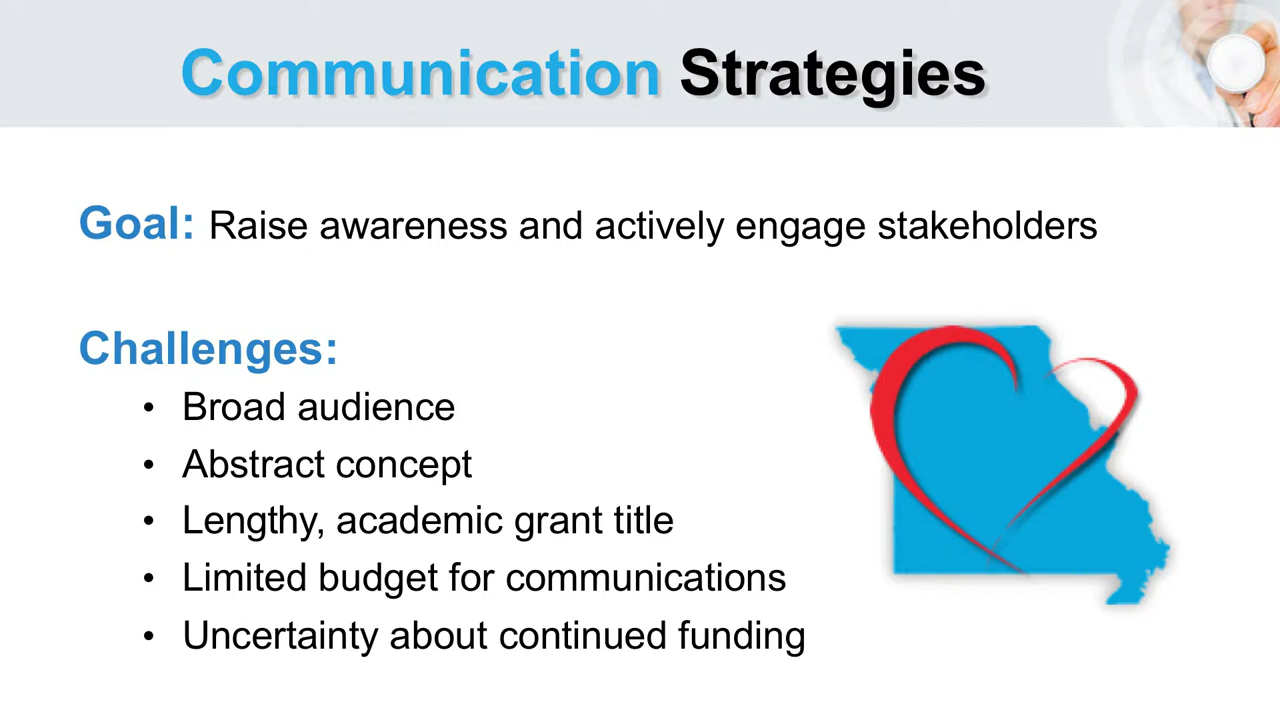 Communication Strategies
Goal: Raise awareness and actively engage stakeholders
Challenges:
• Broad audience
• Abstract concept
• Lengthy, academic grant title
• Limited budget for communications
• Uncertainty about continued funding